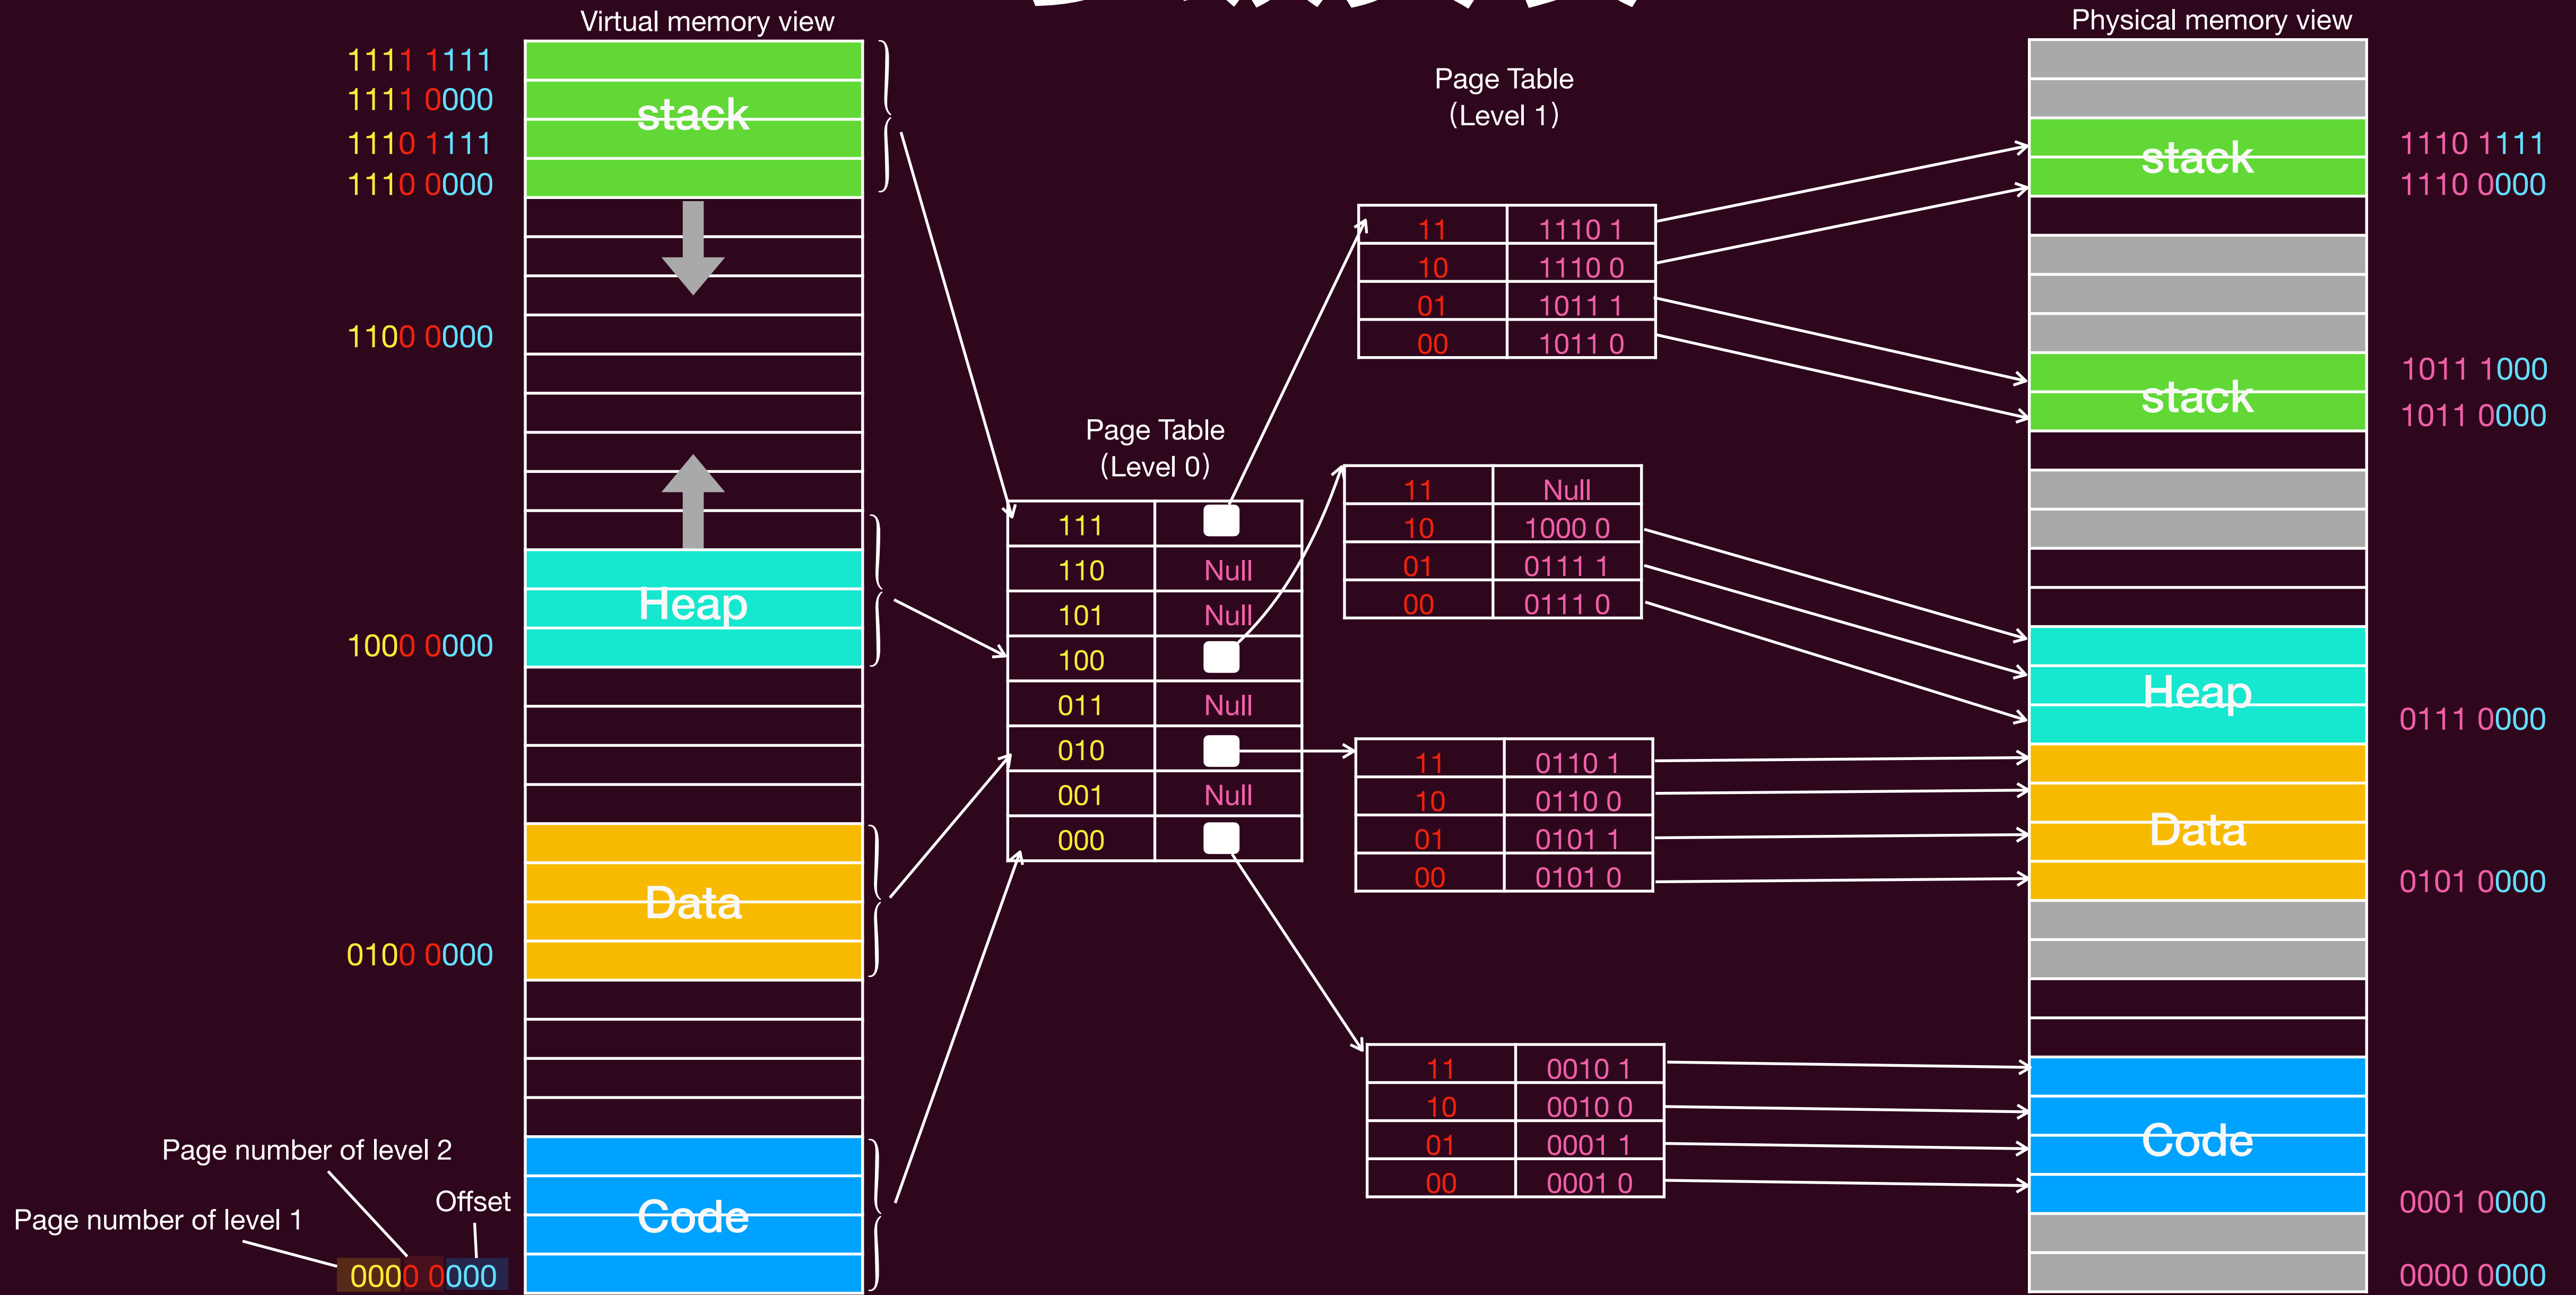 Virtual memory view
1111 1111
1111 0000
1110 1111
1110 0000
1100 0000
1000 0000
0100 0000
0000 0000
stack
Heap
Data
Code
Page number of level 2
Page number of level 1
Offset
Page Table
(Level 0)
111
110 Null
101 Null
100
011 Null
010
001 Null
000
Page Table
(Level 1)
11 1110 1
10 1110 0
01 1011 1
00 1011 0
11 Null
10 1000 0
01 0111 1
00 0111 0
11 0110 1
10 0110 0
01 0101 1
00 0101 0
11 0010 1
10 0010 0
01 0001 1
00 0001 0
Physical memory view
stack
stack
Heap
Data
Code
1110 1111
1110 0000
1011 1000
1011 0000
0111 0000
0101 0000
0001 0000
0000 0000